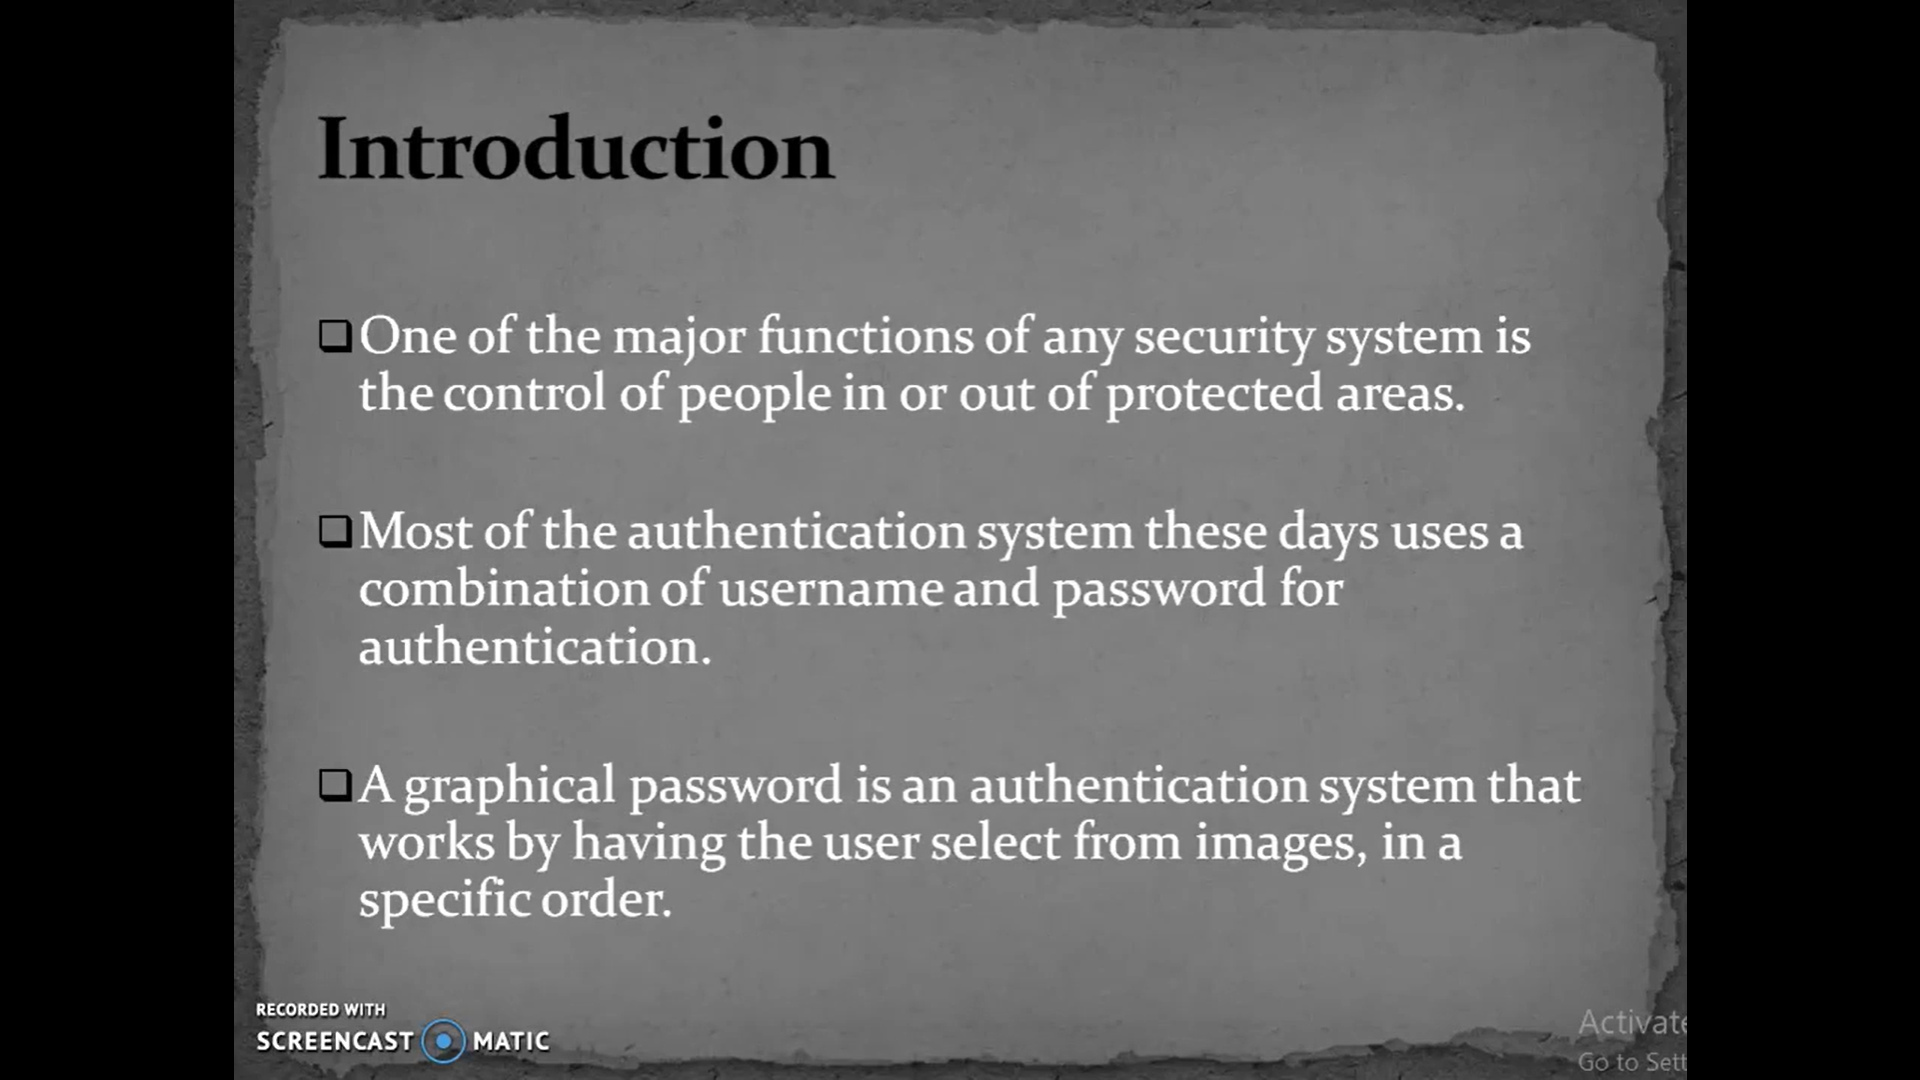 Introduction
One of the major functions of any security system is
the control of people in or out of protected areas.
Most of the authentication system these days uses a
combination of username and password for
authentication.
A graphical password is an authentication system that
works by having the user select from images, in a
specific order.
RECORDED WITH
SCREENCAST MATIC
Activate
Go to Sett